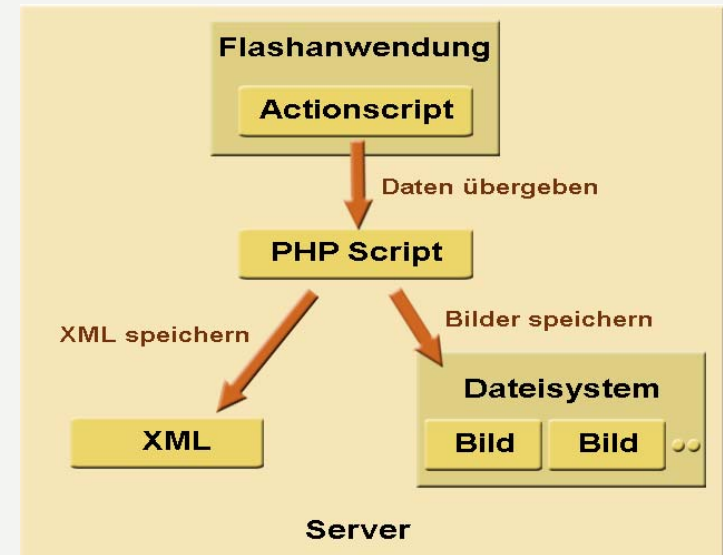 Flashanwendung
Actionscript
Daten übergeben
PHP Script
XML speichern
Bilder speichern
Dateisystem
XML
Bild
Bild
Server